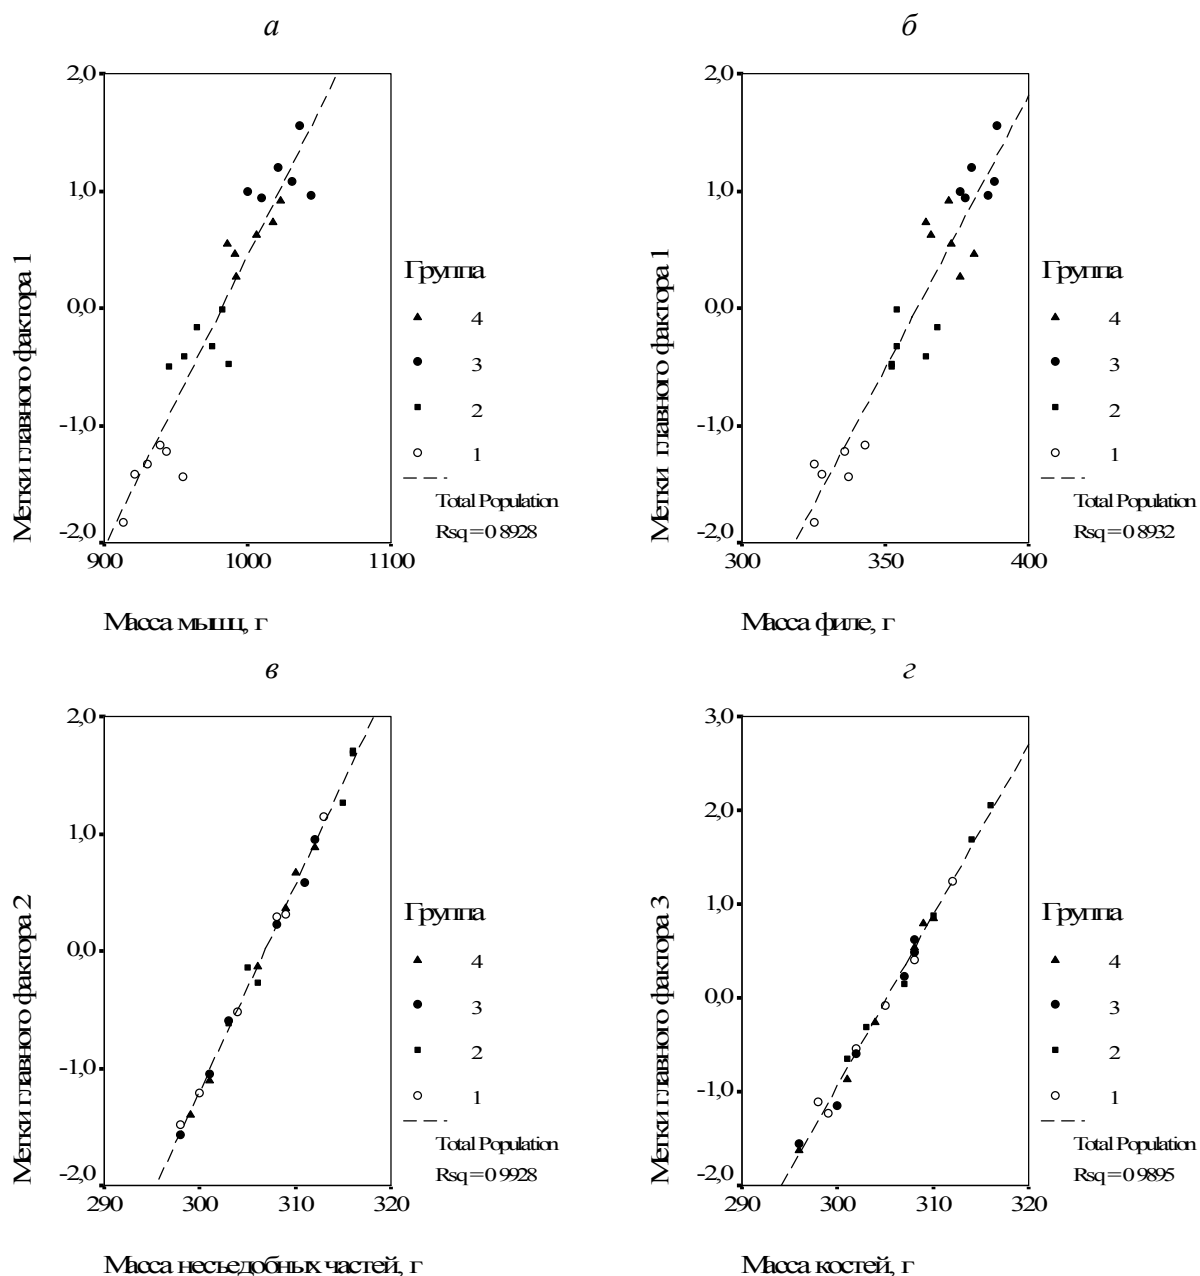 а
2,0
1,0
0,0
-1,0
-2,0
900
1000
1100
Метки главного фактора 1
Масса мышц, г
Группа
4
3
2
1
Total Population
Rsq = 0 8928
б
2,0
1,0
0,0
-1,0
-2,0
300
350
400
Метки главного фактора 1
Масса филе, г
Группа
4
3
2
1
Total Population
Rsq = 0 8932
в
2,0
1,0
0,0
-1,0
-2,0
290
300
310
320
Метки главного фактора 2
Масса несъедобных частей, г
Группа
4
3
2
1
Total Population
Rsq = 0 9928
г
3,0
2,0
1,0
0,0
-1,0
-2,0
290
300
310
320
Метки главного фактора 3
Масса костей, г
Группа
4
3
2
1
Total Population
Rsq = 0 9895